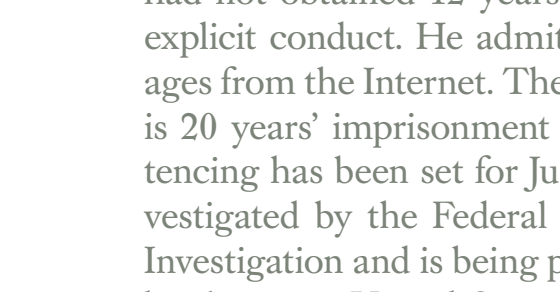 had not obtained 12 years
explicit conduct. He admit
ages from the Internet. The
is 20 years’ imprisonment
tencing has been set for Ju
vestigated by the Federal
Investigation and is being p